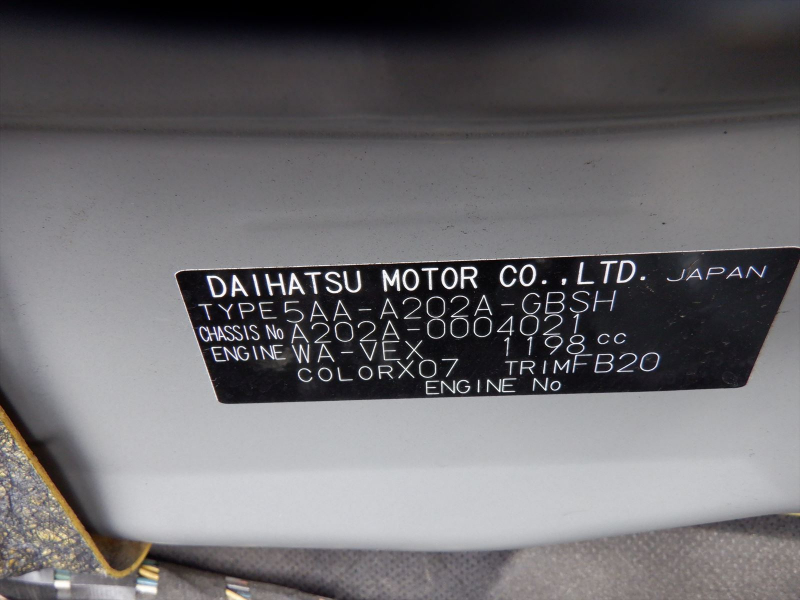 DAIHATSU MOTOR CO.,LTD. JAPAN
TYPE 5AA-A202A-GBSH
CHASSIS No A202A-0004021
ENGINE WA-VEX 1198 cc
COLOR X07 TRIM FB20
ENGINE No